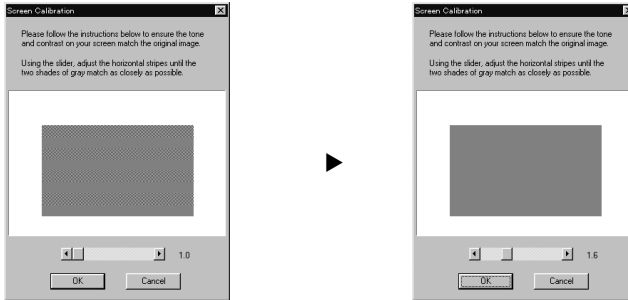 Screen Calibration
Please follow the instructions below to ensure the tone
and contrast on your screen match the original image.
Using the slider, adjust the horizontal stripes until the
two shades of gray match as closely as possible.
1.0
OK
Cancel
Screen Calibration
Please follow the instructions below to ensure the tone
and contrast on your screen match the original image.
Using the slider, adjust the horizontal stripes until the
two shades of gray match as closely as possible.
1.6
OK
Cancel